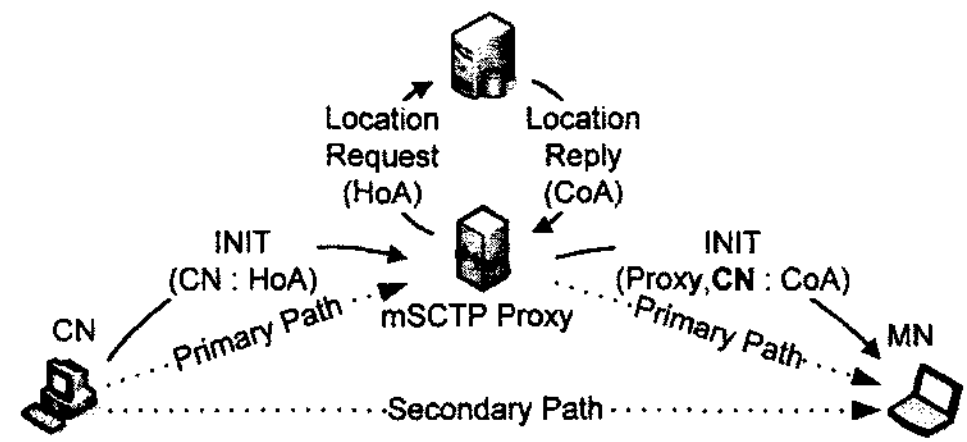 Location
Request
(HoA)
Location
Reply
(CoA)
INIT
(CN : HoA)
INIT
(Proxy,CN : CoA)
mSCTP Proxy
Primary Path
Primary Path
CN
MN
Secondary Path